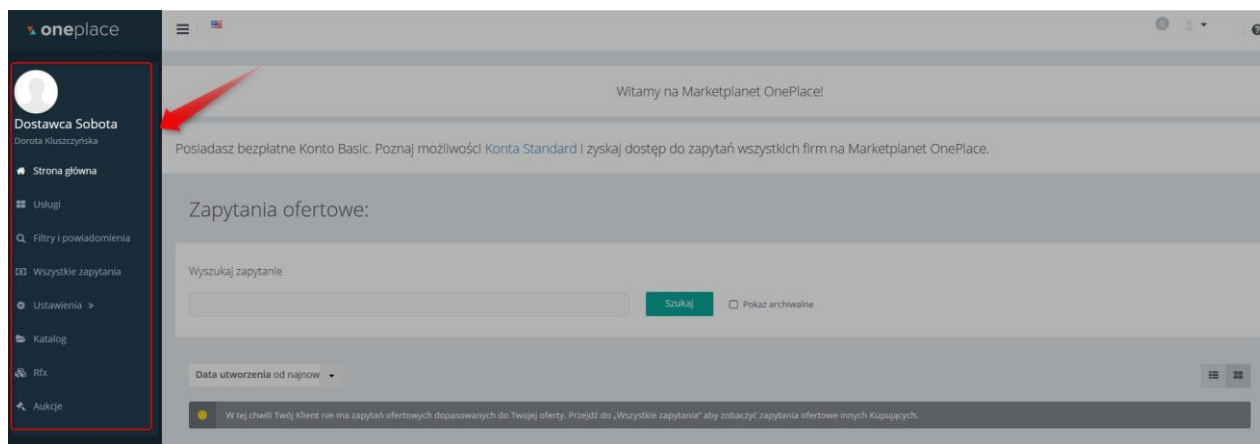 oneplace
Witamy na Marketplanet OnePlace!
Dostawca Sobota
Dorota Kluszczyńska
Posiadasz bezpłatne Konto Basic. Poznaj możliwości Konta Standard i zyskaj dostęp do zapytań wszystkich firm na Marketplanet OnePlace.
Strona główna
Usługi
Filtry i powiadomienia
Wszystkie zapytania
Ustawienia »
Katalog
Rfx
Aukcje
Zapytania ofertowe:
Wyszukaj zapytanie
Szukaj
Pokaż archiwalne
Data utworzenia od najnow
W tej chwili Twój Klient nie ma zapytań ofertowych dopasowanych do Twojej oferty. Przejdź do „Wszystkie zapytania" aby zobaczyć zapytania ofertowe innych Kupujących.